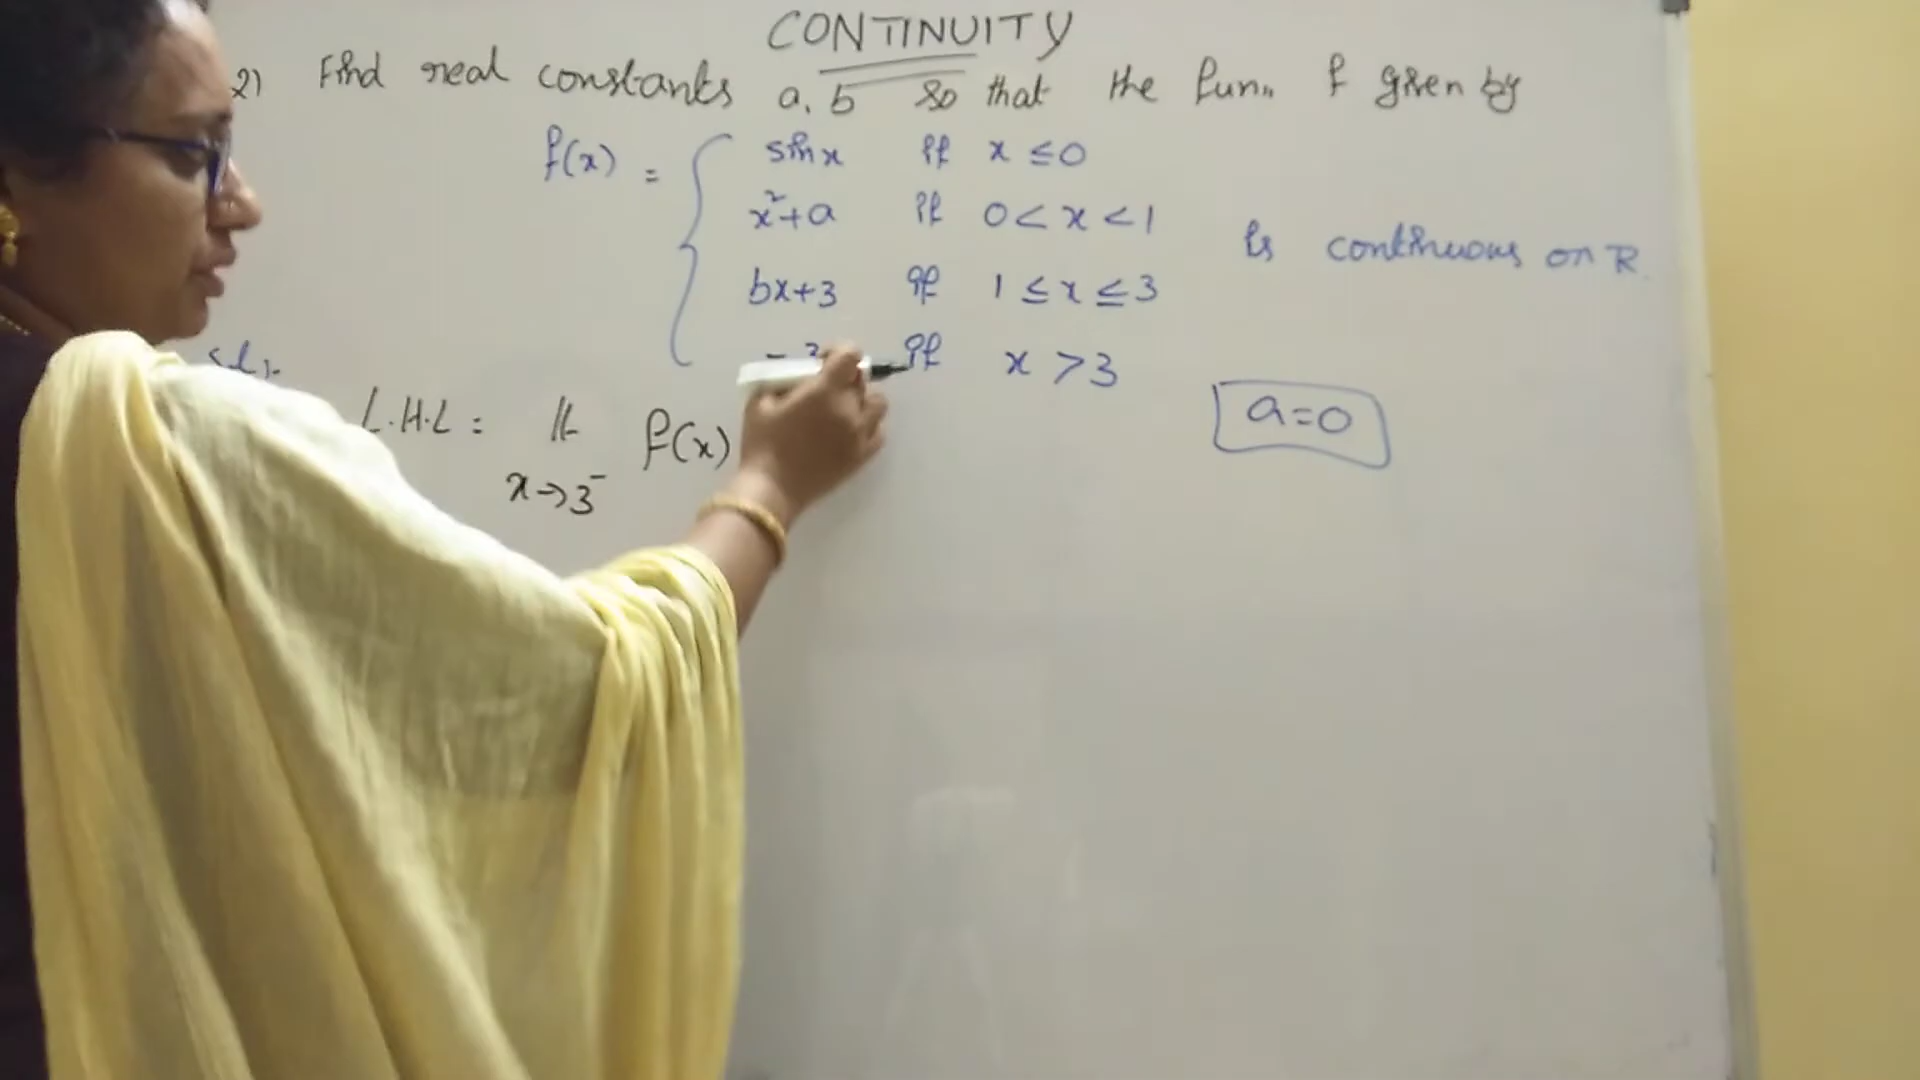 CONTINUITY
2) Find real constants a, b so that the fun. f given by
f(x) = { sin x if x ≤ 0
x²+a if 0 < x < 1
is continuous on R.
bx+3 if 1 ≤ x ≤ 3
-3 if x > 3
a=0
L.H.L = lt f(x)
x→3⁻